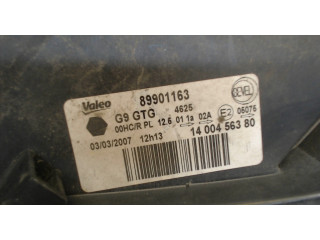 Valeo 89901163
G9 GTG 4625
00HC/R PL 12.5 01 1a 02A E2 05075
03/03/2007 12h13 14 004 563 80